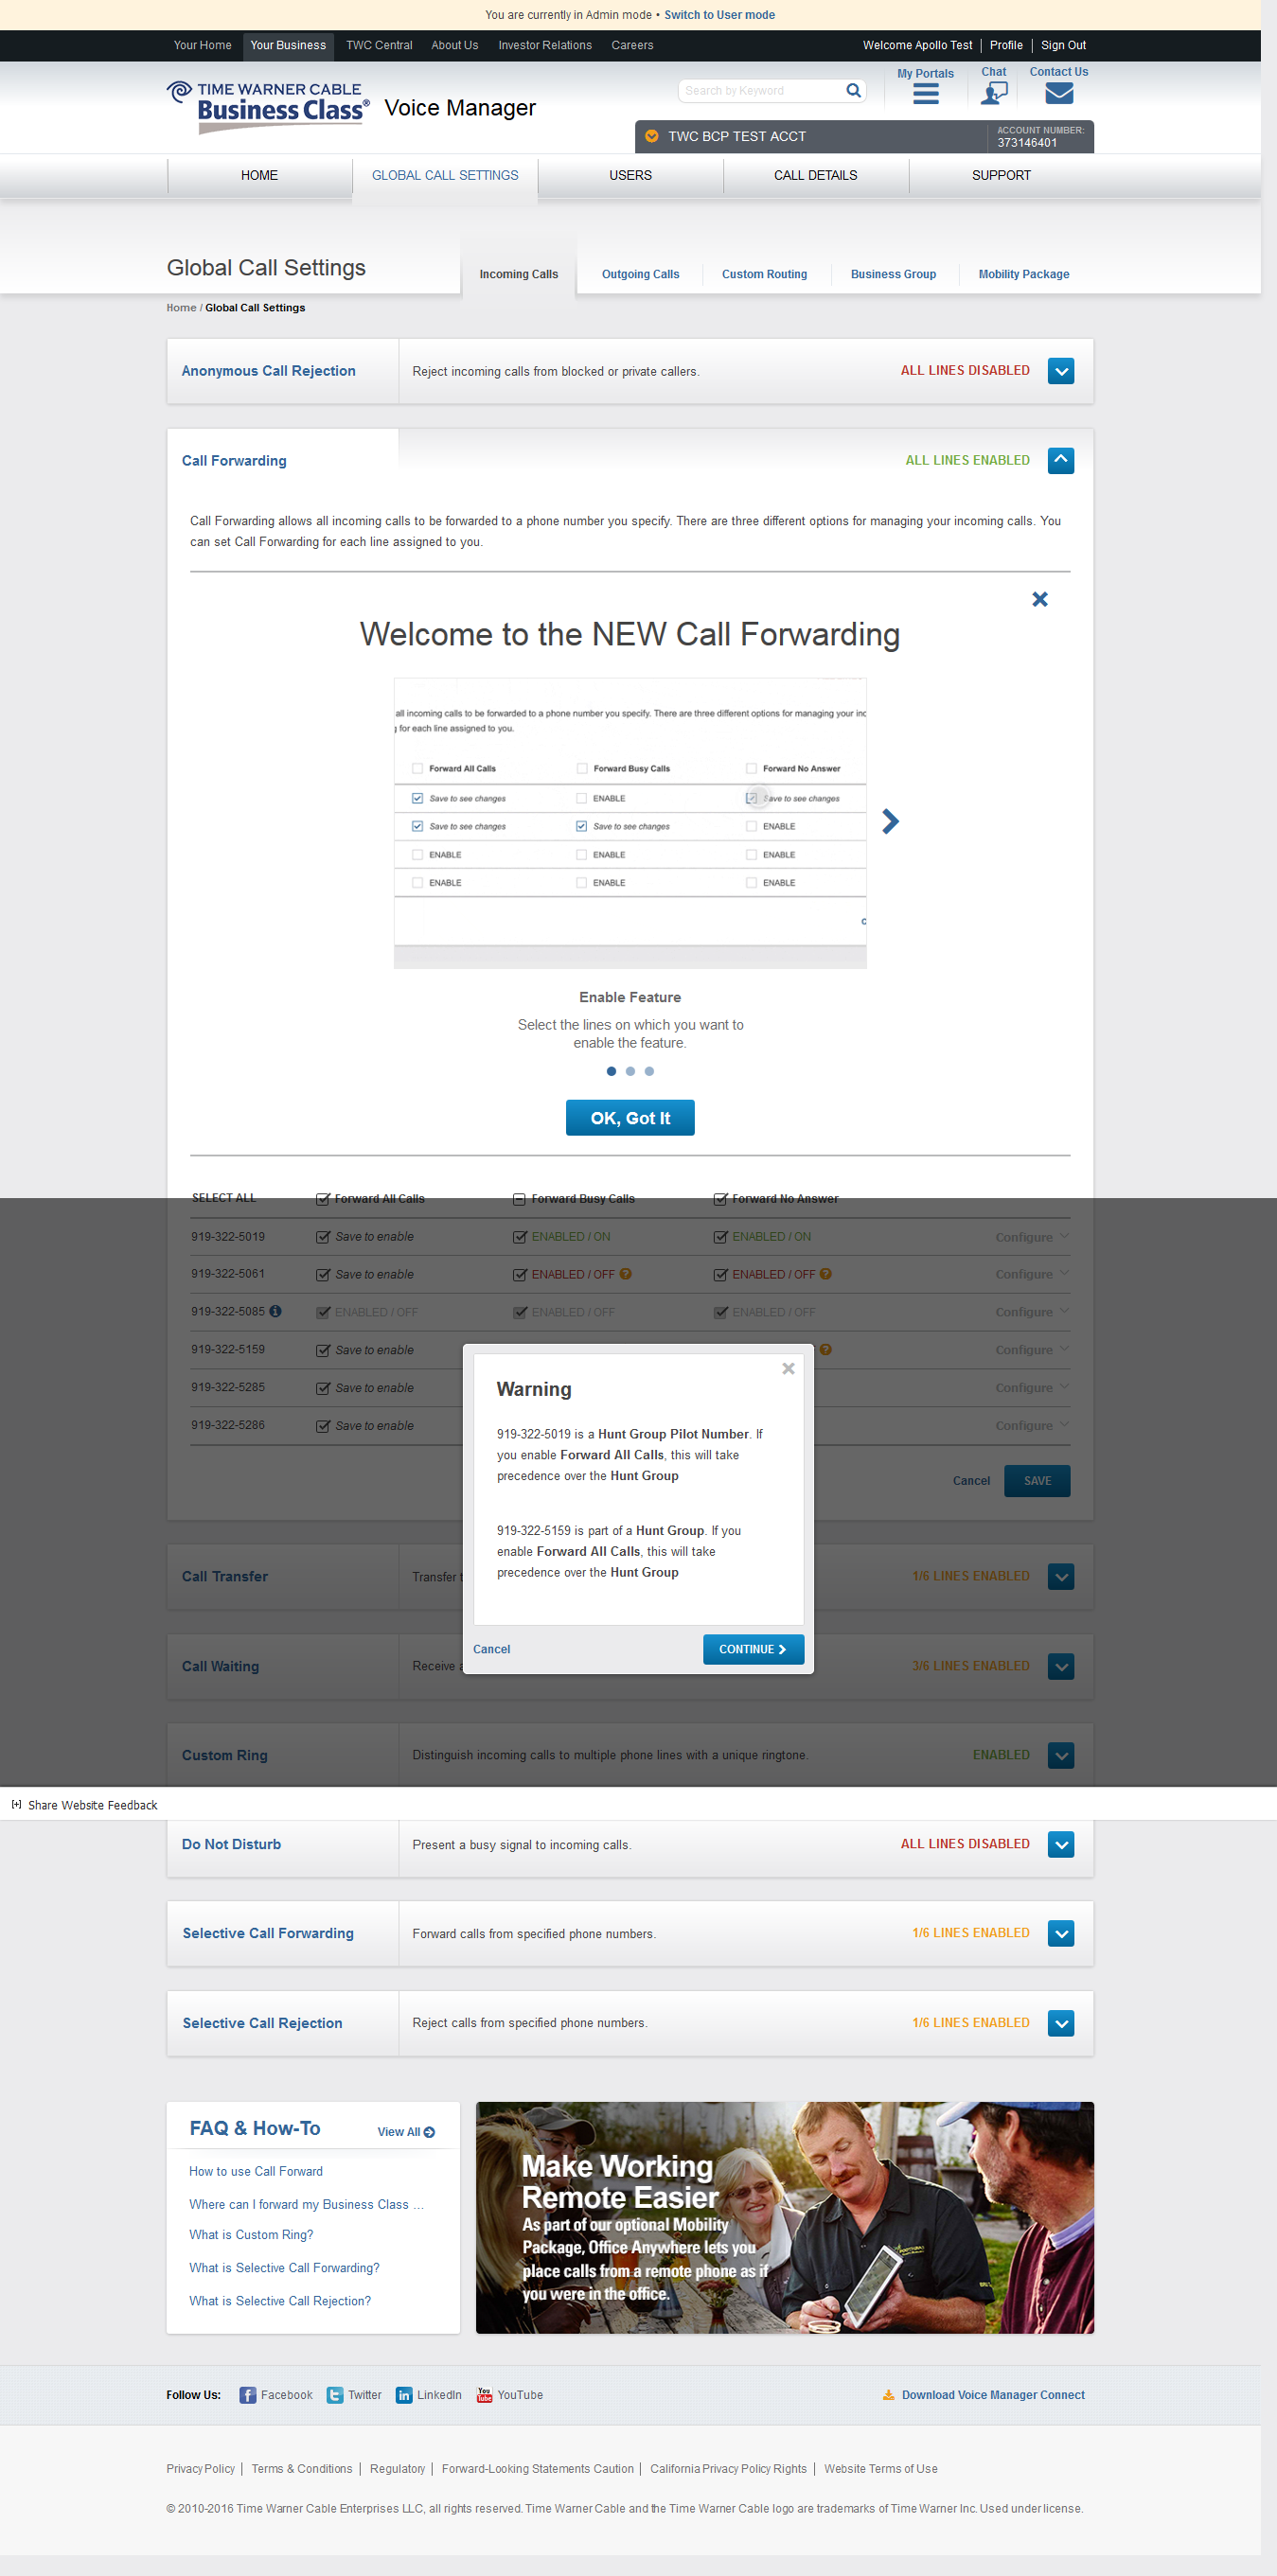 You are currently in Admin mode • Switch to User mode
Your Home Your Business TWC Central About Us Investor Relations Careers Welcome Apollo Test Profile Sign Out
TIME WARNER CABLE
Business Class® Voice Manager
Search by Keyword My Portals Chat Contact Us
TWC BCP TEST ACCT ACCOUNT NUMBER:
373146401
HOME GLOBAL CALL SETTINGS USERS CALL DETAILS SUPPORT
Global Call Settings Incoming Calls Outgoing Calls Custom Routing Business Group Mobility Package
Home / Global Call Settings
Anonymous Call Rejection Reject incoming calls from blocked or private callers. ALL LINES DISABLED
Call Forwarding ALL LINES ENABLED
Call Forwarding allows all incoming calls to be forwarded to a phone number you specify. There are three different options for managing your incoming calls. You
can set Call Forwarding for each line assigned to you.
Welcome to the NEW Call Forwarding
all incoming calls to be forwarded to a phone number you specify. There are three different options for managing your inc
g for each line assigned to you.
Forward All Calls Forward Busy Calls Forward No Answer
Save to see changes ENABLE Save to see changes
Save to see changes Save to see changes ENABLE
ENABLE ENABLE ENABLE
ENABLE ENABLE ENABLE
Enable Feature
Select the lines on which you want to
enable the feature.
OK, Got It
SELECT ALL Forward All Calls Forward Busy Calls Forward No Answer
919-322-5019 Save to enable ENABLED / ON ENABLED / ON Configure
919-322-5061 Save to enable ENABLED / OFF ? ENABLED / OFF ? Configure
919-322-5085 ENABLED / OFF ENABLED / OFF ENABLED / OFF Configure
919-322-5159 Save to enable ? Configure
919-322-5285 Save to enable Configure
919-322-5286 Save to enable Configure
Cancel SAVE
Warning
919-322-5019 is a Hunt Group Pilot Number. If
you enable Forward All Calls, this will take
precedence over the Hunt Group
919-322-5159 is part of a Hunt Group. If you
enable Forward All Calls, this will take
precedence over the Hunt Group
Cancel CONTINUE
Call Transfer Transfer 1/6 LINES ENABLED
Call Waiting Receive a 3/6 LINES ENABLED
Custom Ring Distinguish incoming calls to multiple phone lines with a unique ringtone. ENABLED
[+] Share Website Feedback
Do Not Disturb Present a busy signal to incoming calls. ALL LINES DISABLED
Selective Call Forwarding Forward calls from specified phone numbers. 1/6 LINES ENABLED
Selective Call Rejection Reject calls from specified phone numbers. 1/6 LINES ENABLED
FAQ & How-To View All
How to use Call Forward
Where can I forward my Business Class ...
What is Custom Ring?
What is Selective Call Forwarding?
What is Selective Call Rejection?
Make Working
Remote Easier
As part of our optional Mobility
Package, Office Anywhere lets you
place calls from a remote phone as if
you were in the office.
Follow Us: Facebook Twitter LinkedIn YouTube Download Voice Manager Connect
Privacy Policy Terms & Conditions Regulatory Forward-Looking Statements Caution California Privacy Policy Rights Website Terms of Use
© 2010-2016 Time Warner Cable Enterprises LLC, all rights reserved. Time Warner Cable and the Time Warner Cable logo are trademarks of Time Warner Inc. Used under license.